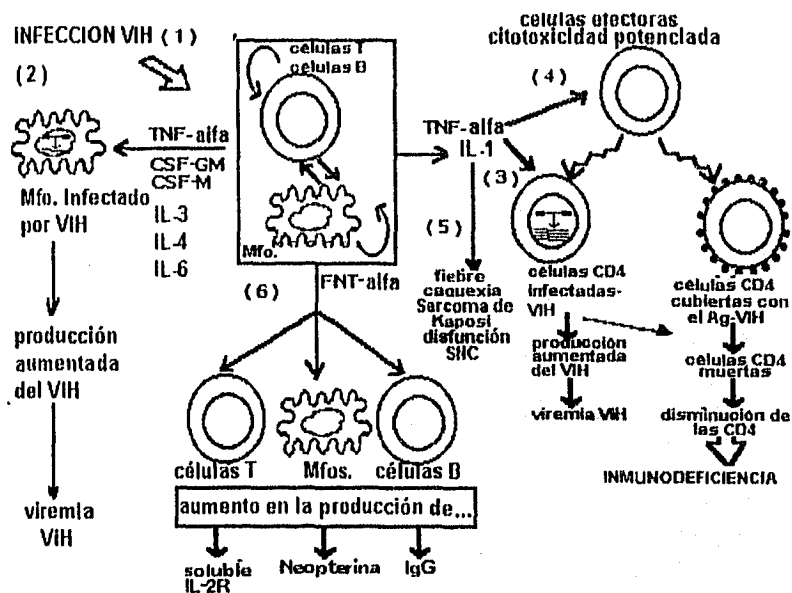 INFECCION VIH (1)
(2)
Mfo. Infectado
por VIH
producción
aumentada
del VIH
viremia
VIH
TNF-alfa
CSF-GM
CSF-M
IL-3
IL-4
IL-6
células T
células B
Mfo.
(6)
FNT-alfa
células T
Mfos.
células B
aumento en la producción de...
soluble
IL-2R
Neopterina
IgG
TNF-alfa
IL-1
(3)
(4)
(5)
fiebre
caquexia
Sarcoma de
Kaposi
disfunción
SNC
células efectoras
citotoxicidad potenciada
células CD4
infectadas-
VIH
producción
aumentada
del VIH
viremia VIH
células CD4
cubiertas con
el Ag-VIH
células CD4
muertas
disminución de
las CD4
INMUNODEFICIENCIA